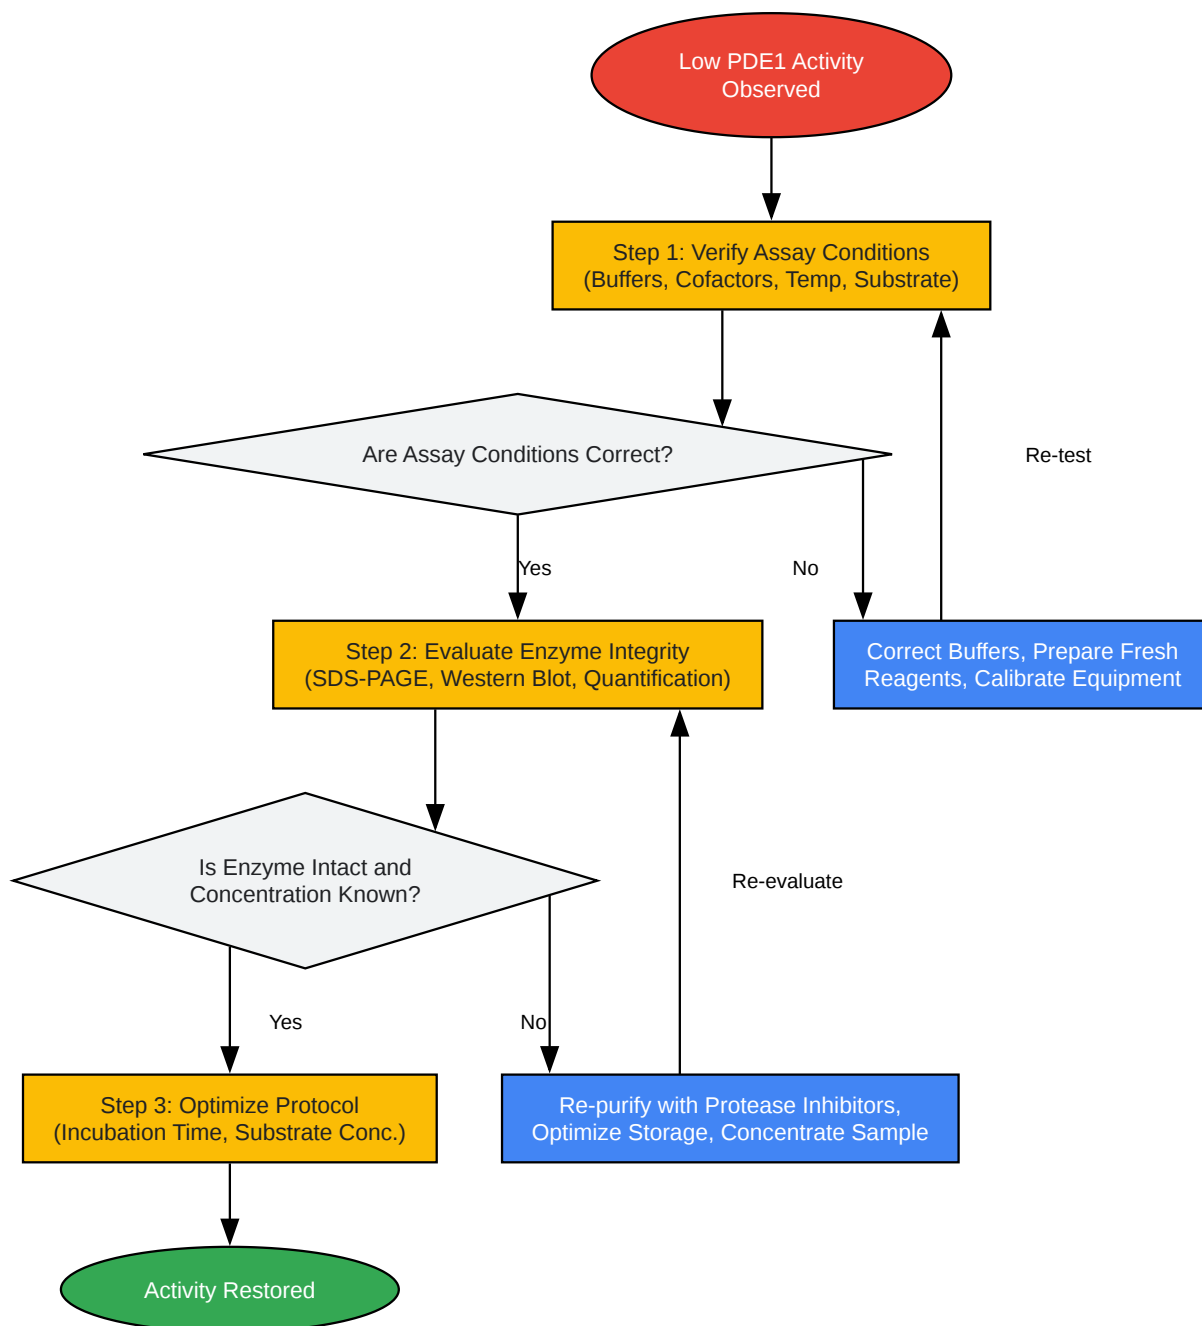 Low PDE1 Activity
Observed
Step 1: Verify Assay Conditions
(Buffers, Cofactors, Temp, Substrate)
Are Assay Conditions Correct?
Re-test
Yes
No
Step 2: Evaluate Enzyme Integrity
(SDS-PAGE, Western Blot, Quantification)
Correct Buffers, Prepare Fresh
Reagents, Calibrate Equipment
Is Enzyme Intact and
Concentration Known?
Re-evaluate
Yes
No
Step 3: Optimize Protocol
(Incubation Time, Substrate Conc.)
Re-purify with Protease Inhibitors,
Optimize Storage, Concentrate Sample
Activity Restored